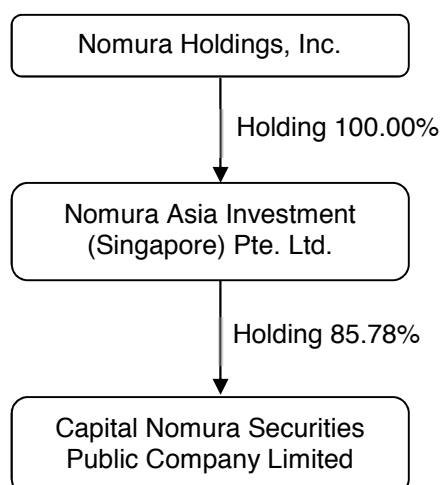 Nomura Holdings, Inc.
Holding 100.00%
Nomura Asia Investment
(Singapore) Pte. Ltd.
Holding 85.78%
Capital Nomura Securities
Public Company Limited